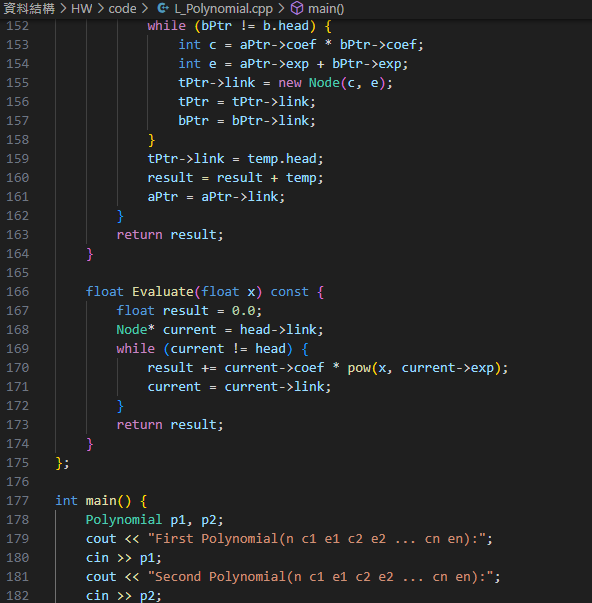 資料結構 > HW > code > L_Polynomial.cpp > main()
152 while (bPtr != b.head) {
153 int c = aPtr->coef * bPtr->coef;
154 int e = aPtr->exp + bPtr->exp;
155 tPtr->link = new Node(c, e);
156 tPtr = tPtr->link;
157 bPtr = bPtr->link;
158 }
159 tPtr->link = temp.head;
160 result = result + temp;
161 aPtr = aPtr->link;
162 }
163 return result;
164 }
165
166 float Evaluate(float x) const {
167 float result = 0.0;
168 Node* current = head->link;
169 while (current != head) {
170 result += current->coef * pow(x, current->exp);
171 current = current->link;
172 }
173 return result;
174 }
175 };
176
177 int main() {
178 Polynomial p1, p2;
179 cout << "First Polynomial(n c1 e1 c2 e2 ... cn en):";
180 cin >> p1;
181 cout << "Second Polynomial(n c1 e1 c2 e2 ... cn en):";
182 cin >> p2;